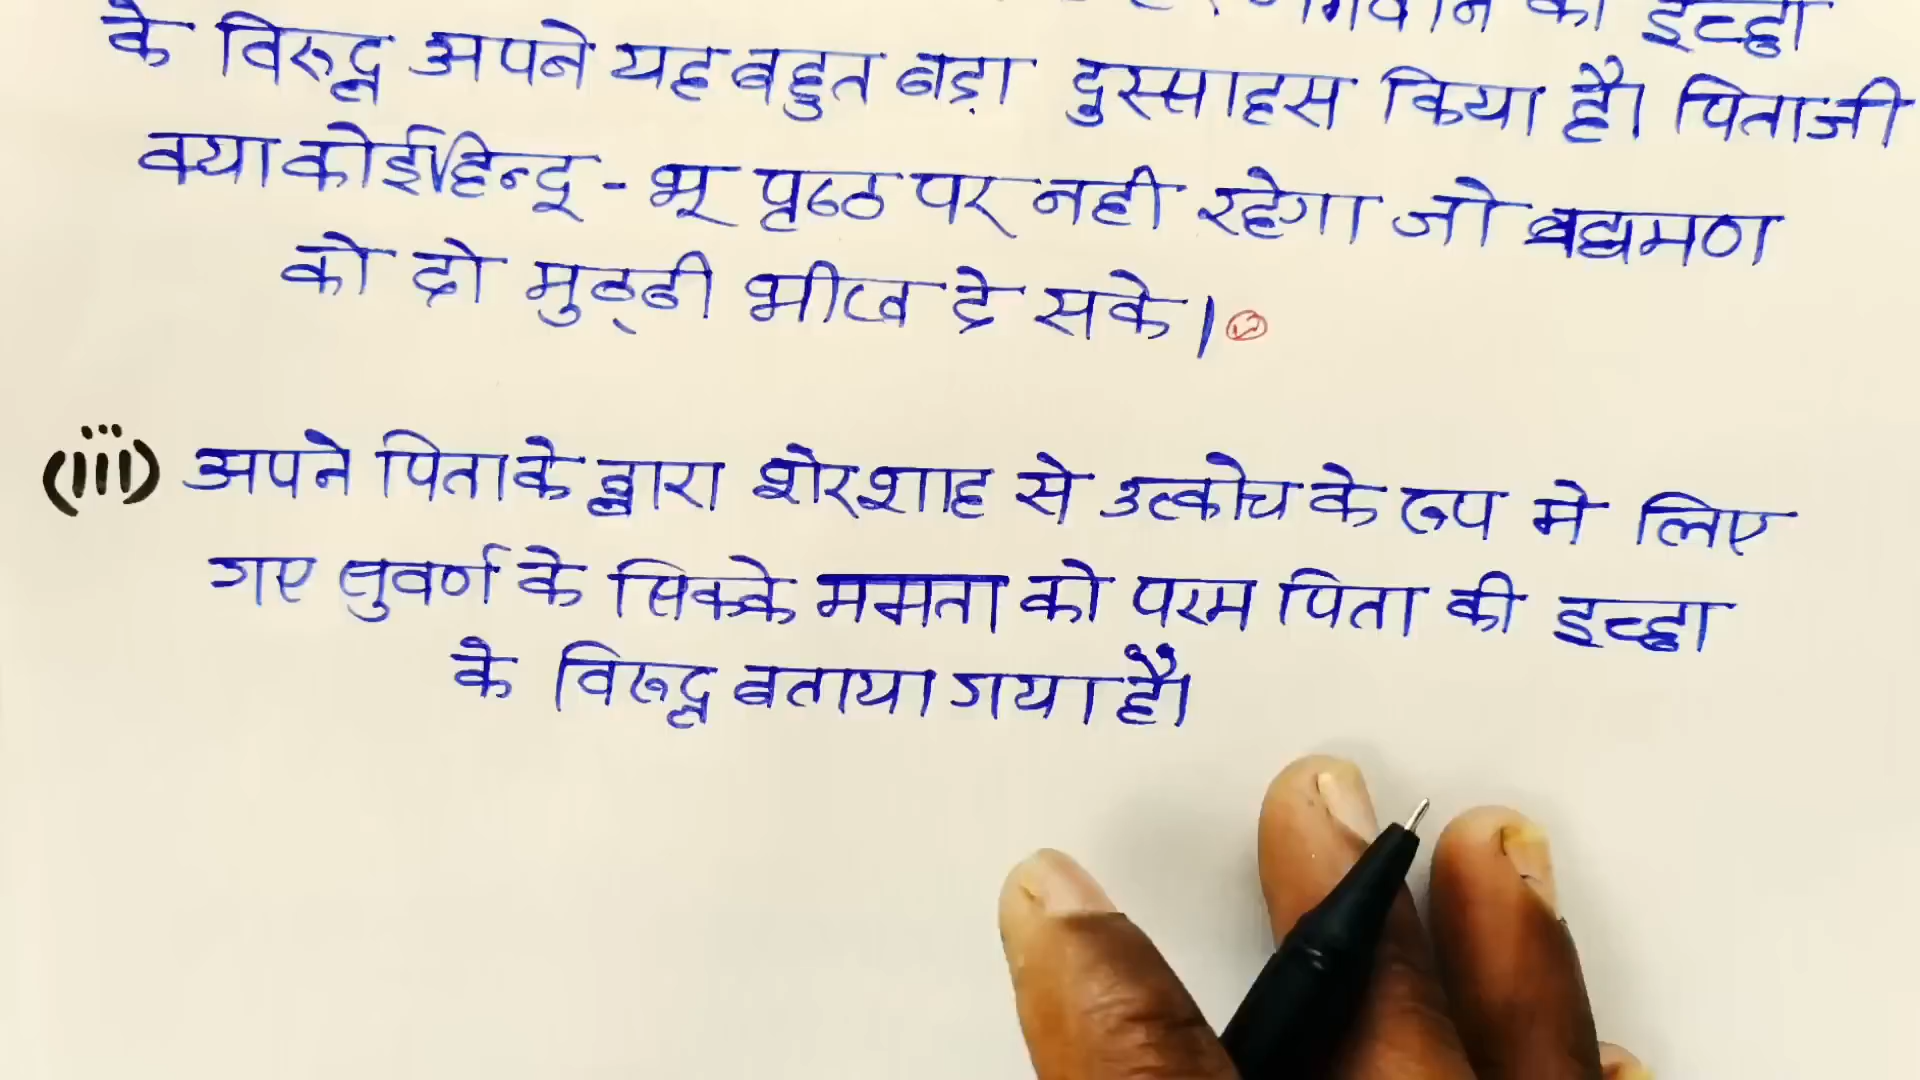 की इच्छा
के विरूद्ध अपने यह बहुत बड़ा दुस्साहस किया है। पिताजी
क्या कोई हिन्दू - भू पृष्ठ पर नही रहेगा जो
को दो मुठ्ठी भीख दे सके।
(iii) अपने पिता के द्वारा शेरशाह से उत्कोच के रूप मे लिए
गए सुवर्ण के सिक्के ममता को परम पिता की इच्छा
के विरूद्ध बताया गया है।